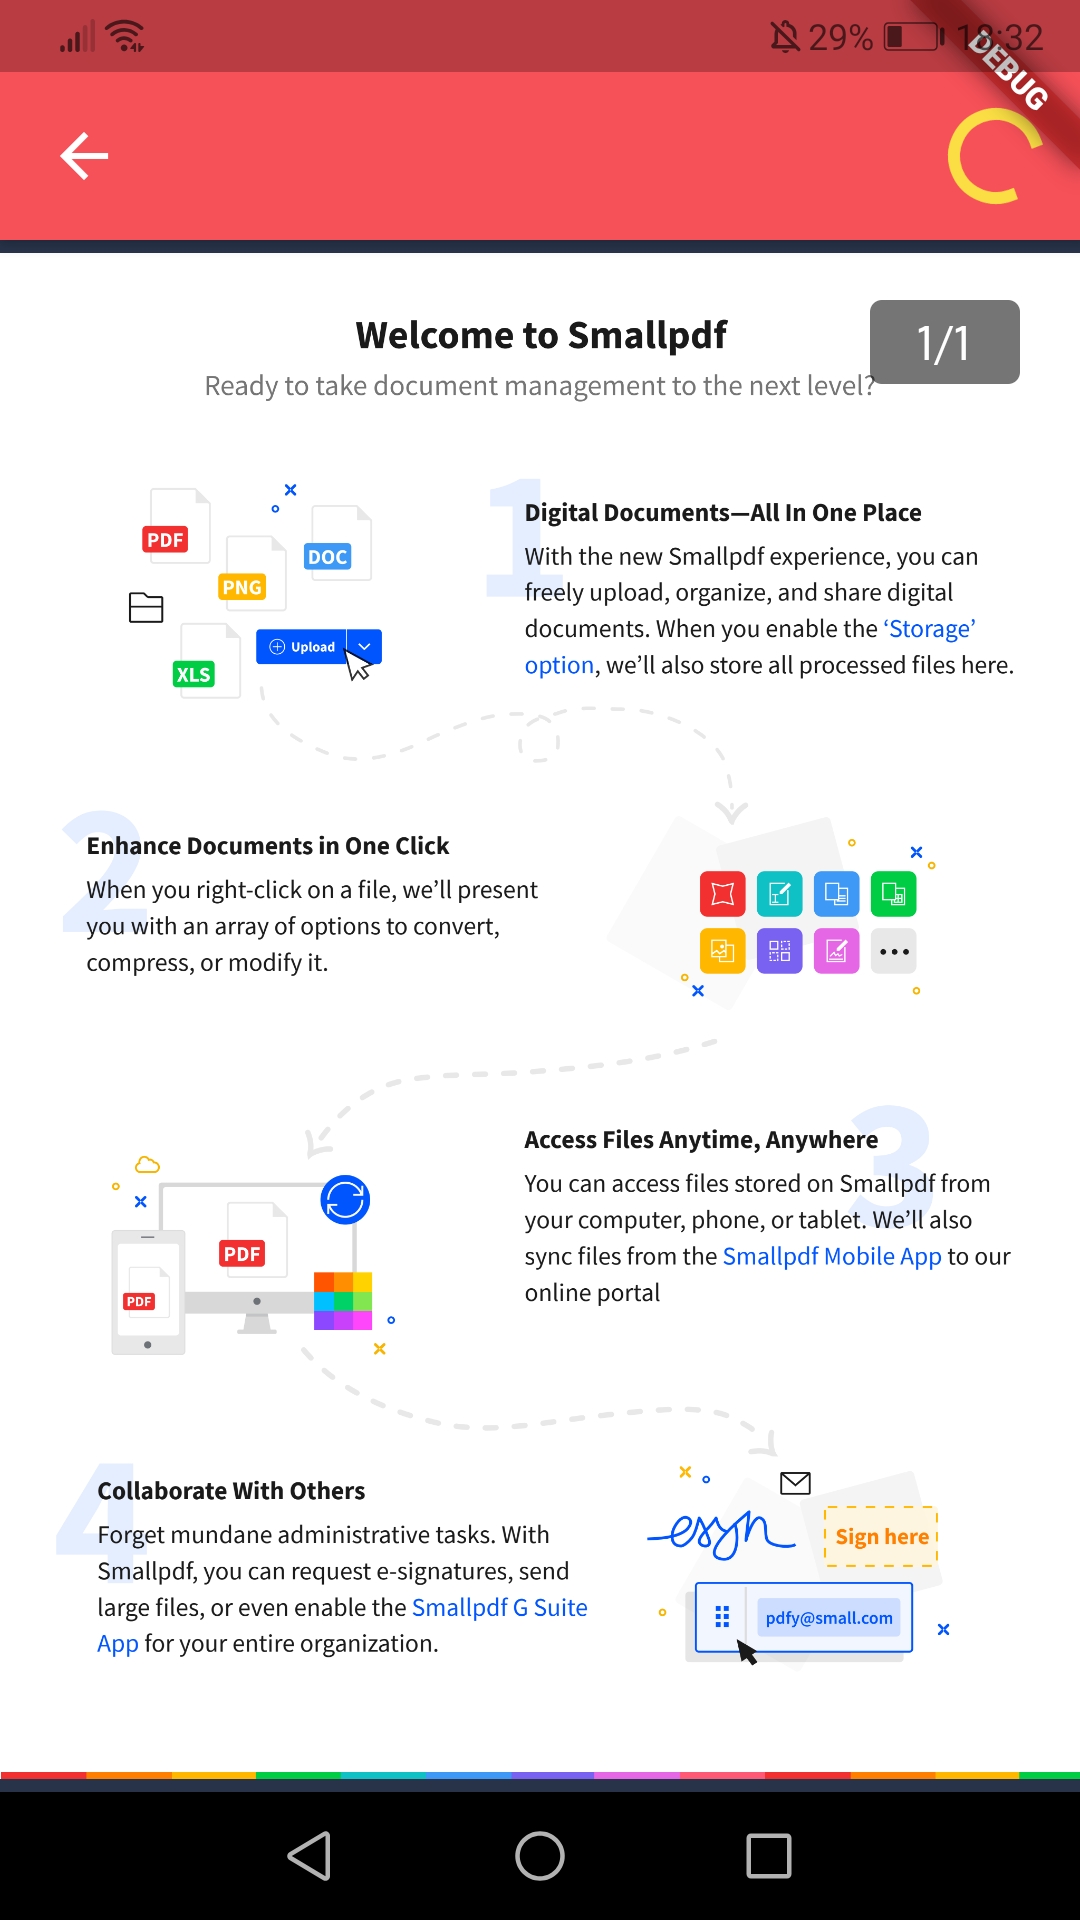 29% 18:32
DEBUG
1/1
Welcome to Smallpdf
Ready to take document management to the next level?
PDF
PNG
DOC
XLS
Upload
1
Digital Documents—All In One Place
With the new Smallpdf experience, you can
freely upload, organize, and share digital
documents. When you enable the ‘Storage’
option, we’ll also store all processed files here.
2
Enhance Documents in One Click
When you right-click on a file, we’ll present
you with an array of options to convert,
compress, or modify it.
PDF
PDF
3
Access Files Anytime, Anywhere
You can access files stored on Smallpdf from
your computer, phone, or tablet. We’ll also
sync files from the Smallpdf Mobile App to our
online portal
4
Collaborate With Others
Forget mundane administrative tasks. With
Smallpdf, you can request e-signatures, send
large files, or even enable the Smallpdf G Suite
App for your entire organization.
Sign here
pdfy@small.com